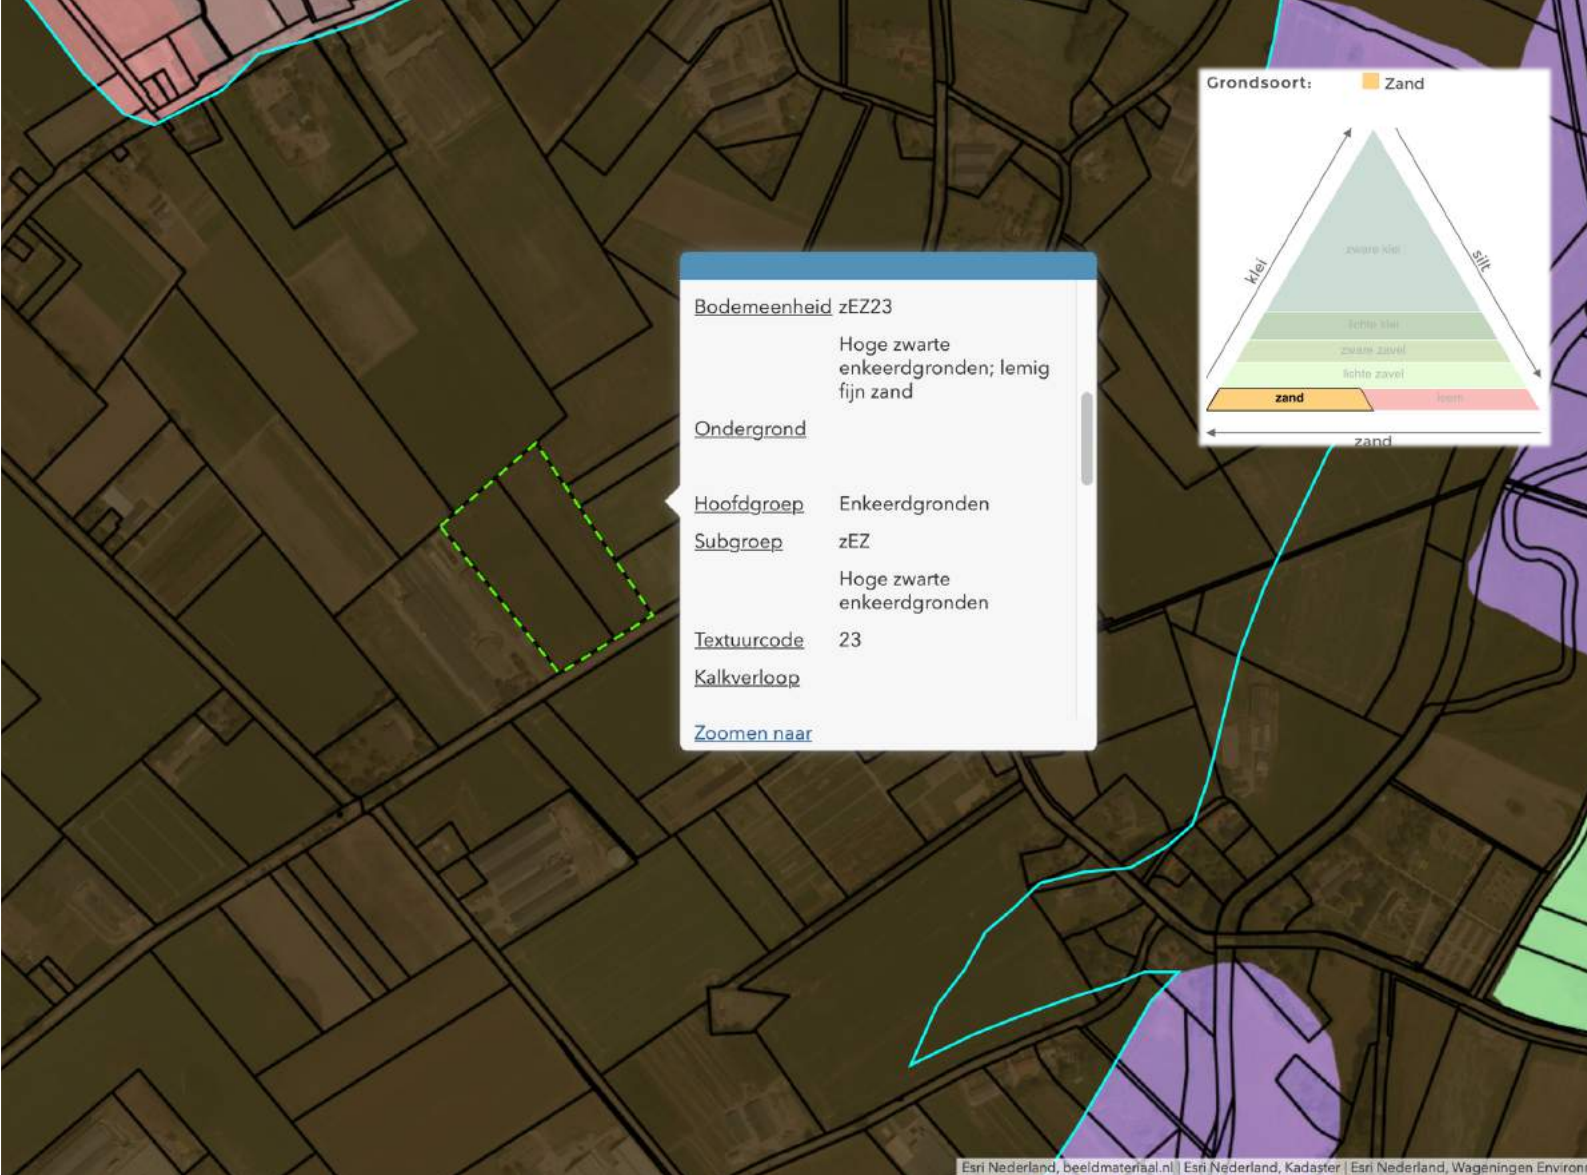 Grondsoort: Zand
zware klei
klei
silt
lichte klei
zware zavel
lichte zavel
zand leem
zand
Bodemeenheid zEZ23
Hoge zwarte
enkeerdgronden; lemig
fijn zand
Ondergrond
Hoofdgroep Enkeerdgronden
Subgroep zEZ
Hoge zwarte
enkeerdgronden
Textuurcode 23
Kalkverloop
Zoomen naar
Esri Nederland, beeldmateriaal.nl | Esri Nederland, Kadaster | Esri Nederland, Wageningen Environ